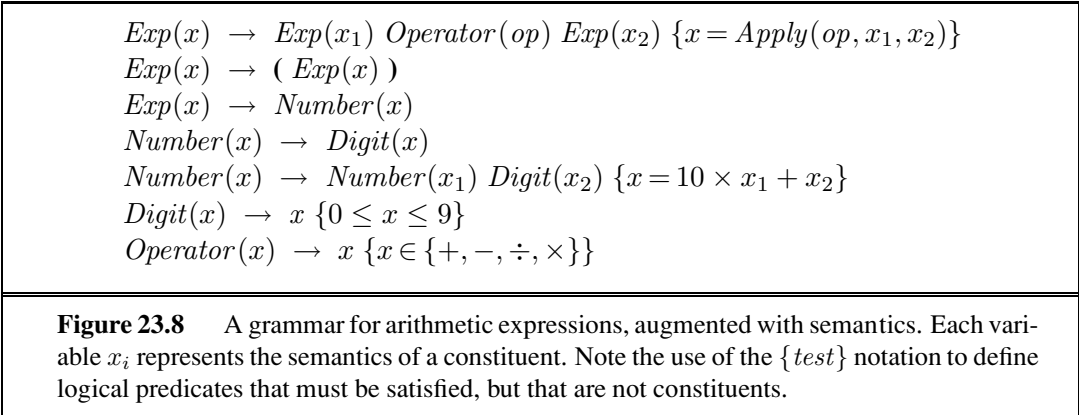 Exp(x) → Exp(x₁) Operator(op) Exp(x₂) {x = Apply(op, x₁, x₂)}
Exp(x) → ( Exp(x) )
Exp(x) → Number(x)
Number(x) → Digit(x)
Number(x) → Number(x₁) Digit(x₂) {x = 10 × x₁ + x₂}
Digit(x) → x {0 ≤ x ≤ 9}
Operator(x) → x {x ∈ {+, −, ÷, ×}}
Figure 23.8 A grammar for arithmetic expressions, augmented with semantics. Each vari-
able xᵢ represents the semantics of a constituent. Note the use of the {test} notation to define
logical predicates that must be satisfied, but that are not constituents.